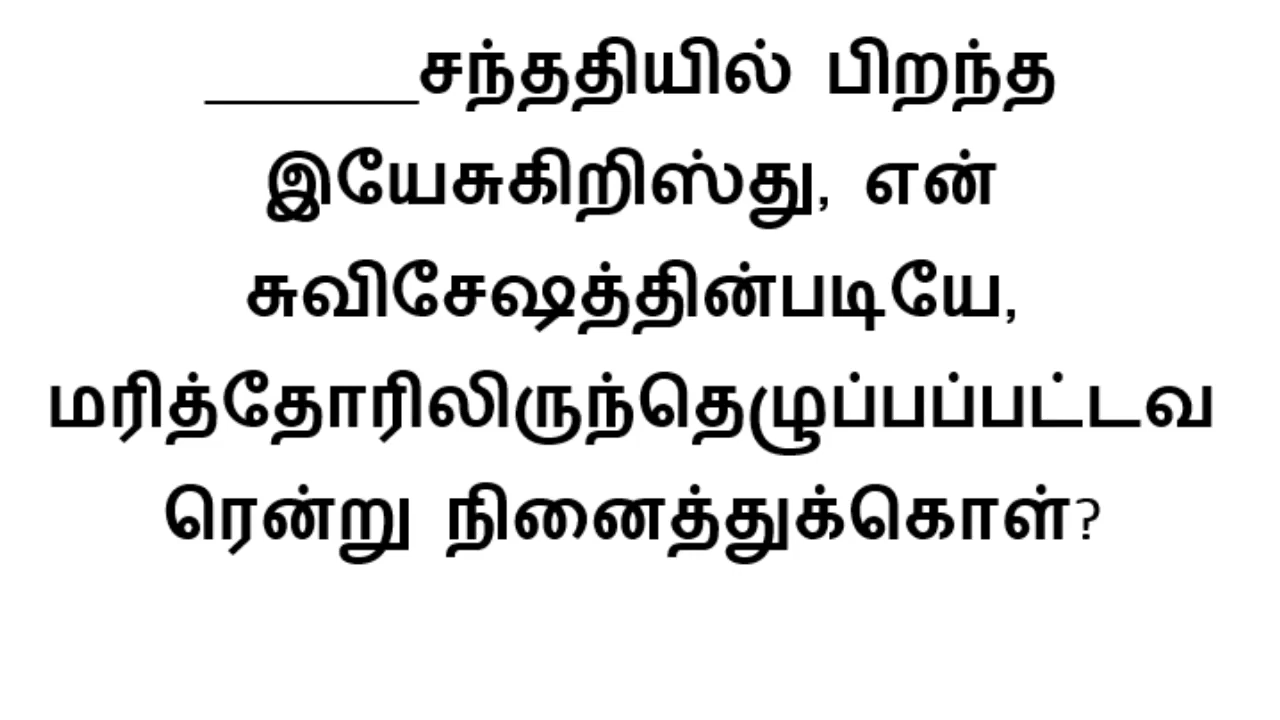 ______சந்ததியில் பிறந்த
இயேசுகிறிஸ்து, என்
சுவிசேஷத்தின்படியே,
மரித்தோரிலிருந்தெழுப்பப்பட்டவ
ரென்று நினைத்துக்கொள்?